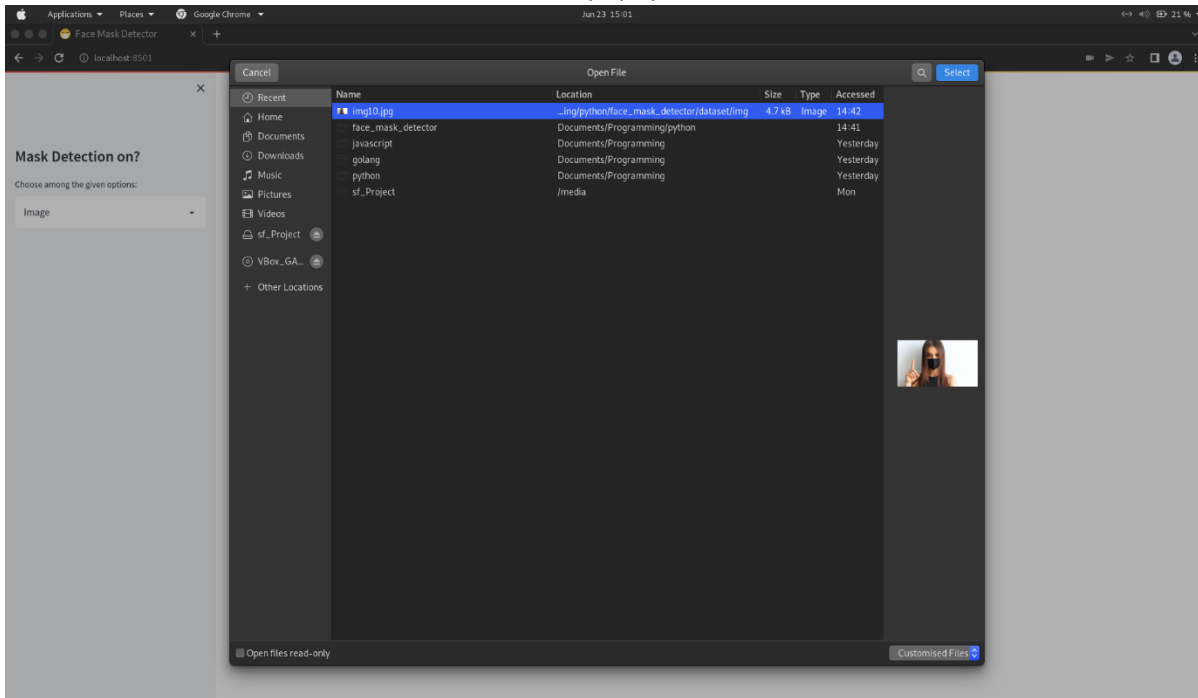 Applications Places Google Chrome Jun 23 15:01 21 %
Face Mask Detector
localhost:8501
Cancel Open File Select
Recent
Home
Documents
Downloads
Music
Pictures
Videos
sf_Project
VBox_GA...
Other Locations
Name Location Size Type Accessed
img10.jpg ...ing/python/face_mask_detector/dataset/img 4.7 kB Image 14:42
face_mask_detector Documents/Programming/python 14:41
javascript Documents/Programming Yesterday
golang Documents/Programming Yesterday
python Documents/Programming Yesterday
sf_Project /media Mon
Mask Detection on?
Choose among the given options:
Image
Open files read-only Customised Files